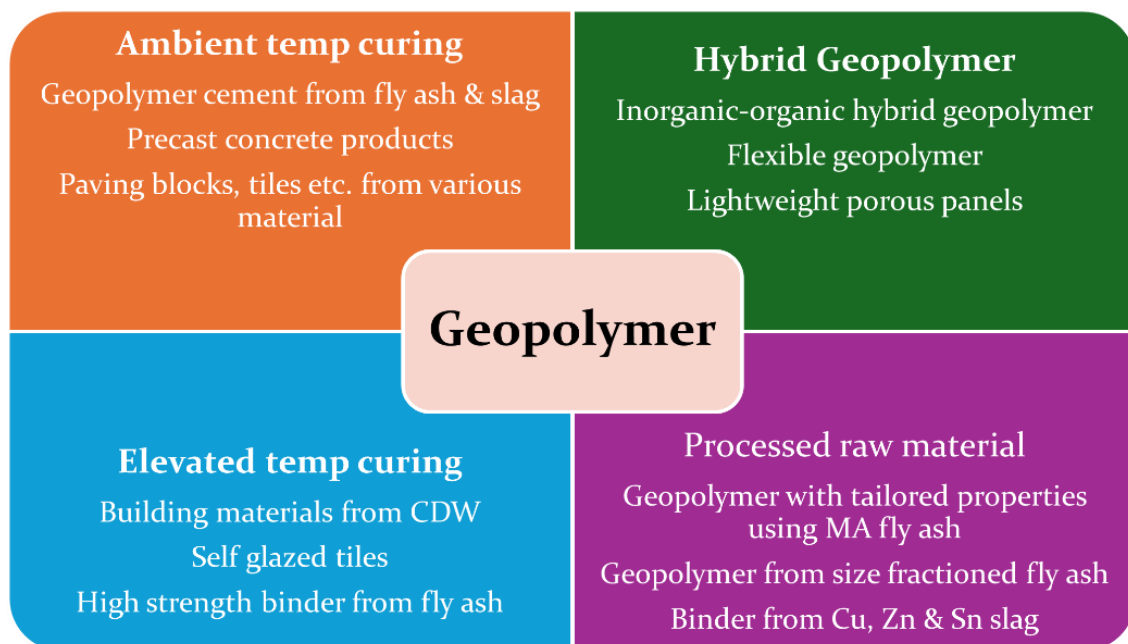 Ambient temp curing
Geopolymer cement from fly ash & slag
Precast concrete products
Paving blocks, tiles etc. from various
material
Hybrid Geopolymer
Inorganic-organic hybrid geopolymer
Flexible geopolymer
Lightweight porous panels
Geopolymer
Elevated temp curing
Building materials from CDW
Self glazed tiles
High strength binder from fly ash
Processed raw material
Geopolymer with tailored properties
using MA fly ash
Geopolymer from size fractioned fly ash
Binder from Cu, Zn & Sn slag